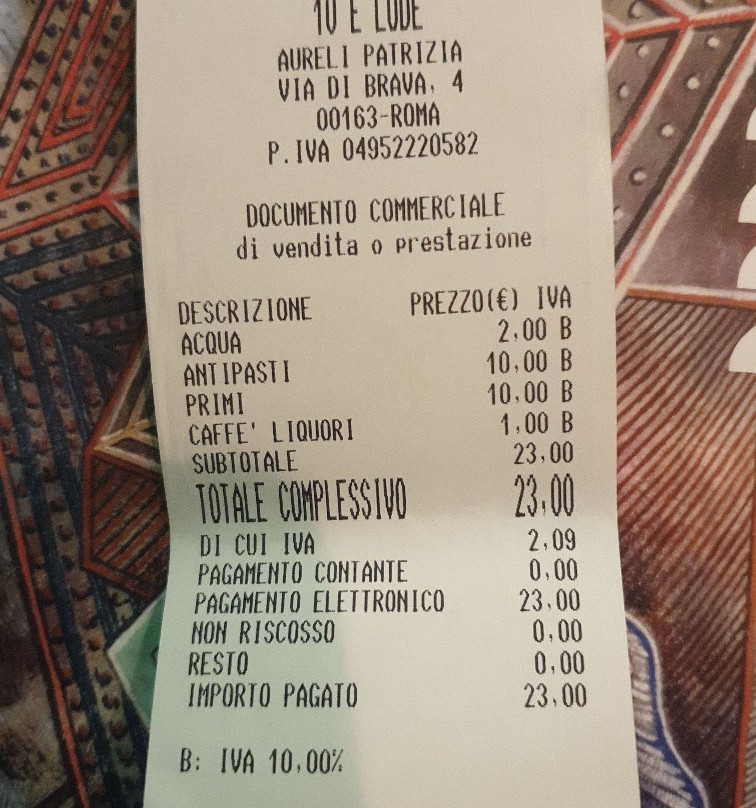 10 E LODE
AURELI PATRIZIA
VIA DI BRAVA, 4
00163-ROMA
P.IVA 04952220582
DOCUMENTO COMMERCIALE
di vendita o prestazione
DESCRIZIONE PREZZO(€) IVA
ACQUA 2,00 B
ANTIPASTI 10,00 B
PRIMI 10,00 B
CAFFE' LIQUORI 1,00 B
SUBTOTALE 23,00
TOTALE COMPLESSIVO 23,00
DI CUI IVA 2,09
PAGAMENTO CONTANTE 0,00
PAGAMENTO ELETTRONICO 23,00
NON RISCOSSO 0,00
RESTO 0,00
IMPORTO PAGATO 23,00
B: IVA 10,00%